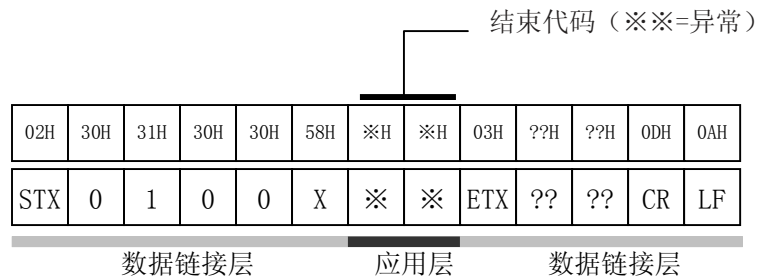 结束代码（※※=异常）
02H 30H 31H 30H 30H 58H ※H ※H 03H ??H ??H 0DH 0AH
STX 0 1 0 0 X ※ ※ ETX ?? ?? CR LF
数据链接层 应用层 数据链接层